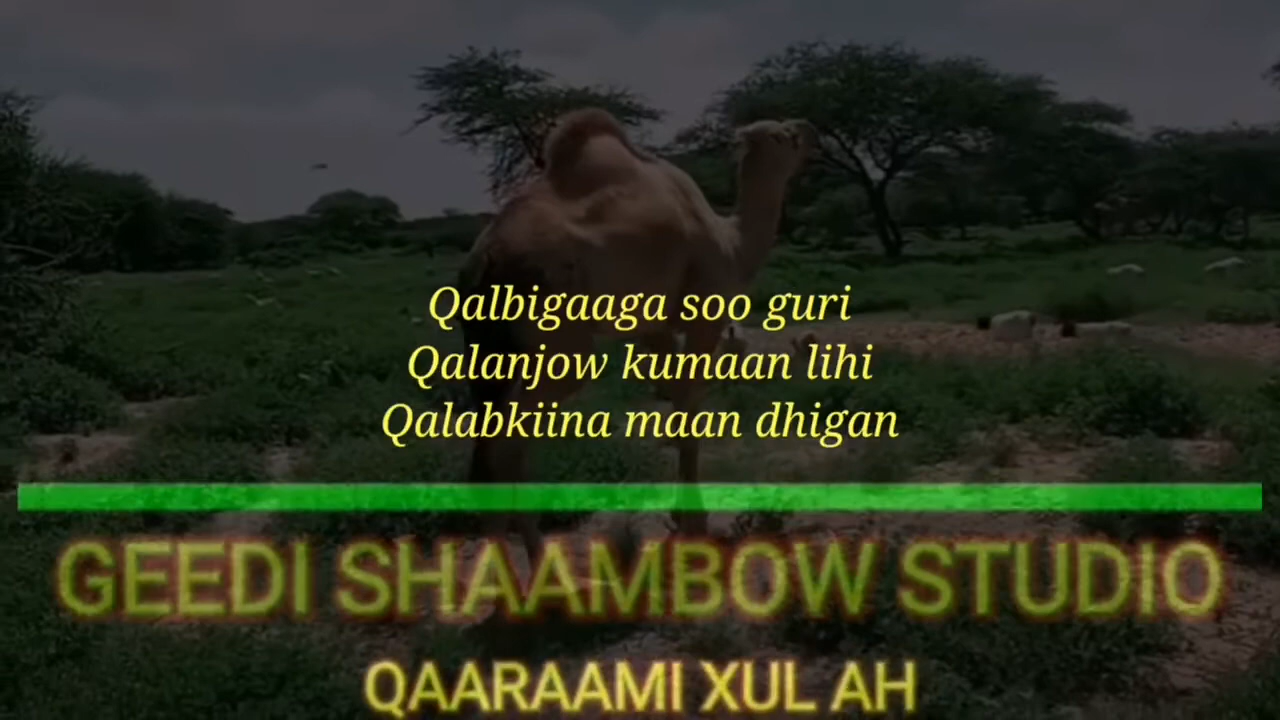 Qalbigaaga soo guri
Qalanjow kumaan lihi
Qalabkiina maan dhigan
GEEDI SHAAMBOW STUDIO
QAARAAMI XUL AH